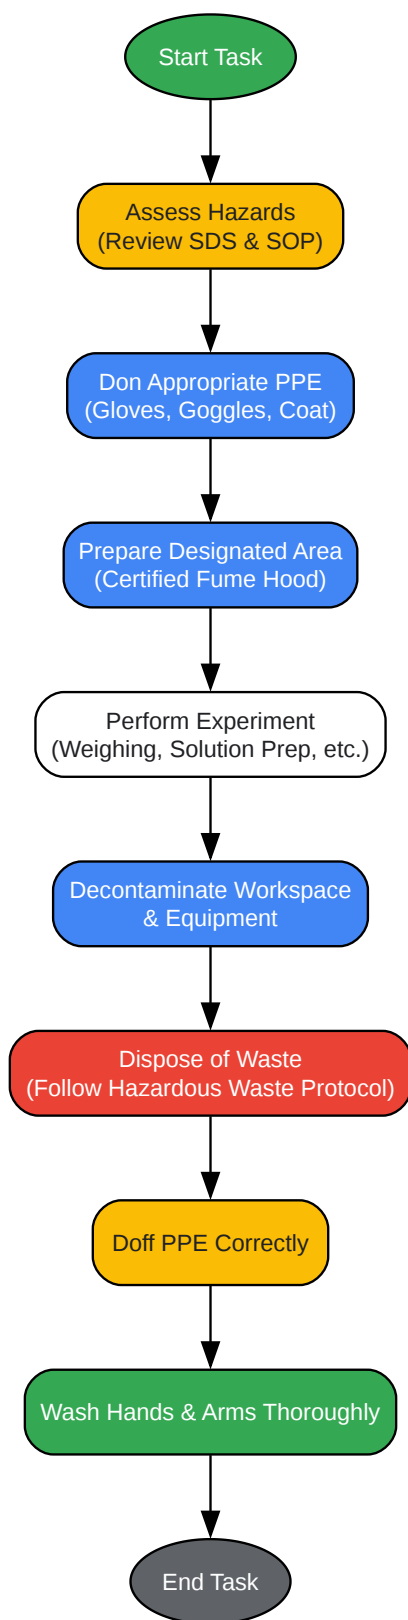 Start Task
Assess Hazards
(Review SDS & SOP)
Don Appropriate PPE
(Gloves, Goggles, Coat)
Prepare Designated Area
(Certified Fume Hood)
Perform Experiment
(Weighing, Solution Prep, etc.)
Decontaminate Workspace
& Equipment
Dispose of Waste
(Follow Hazardous Waste Protocol)
Doff PPE Correctly
Wash Hands & Arms Thoroughly
End Task